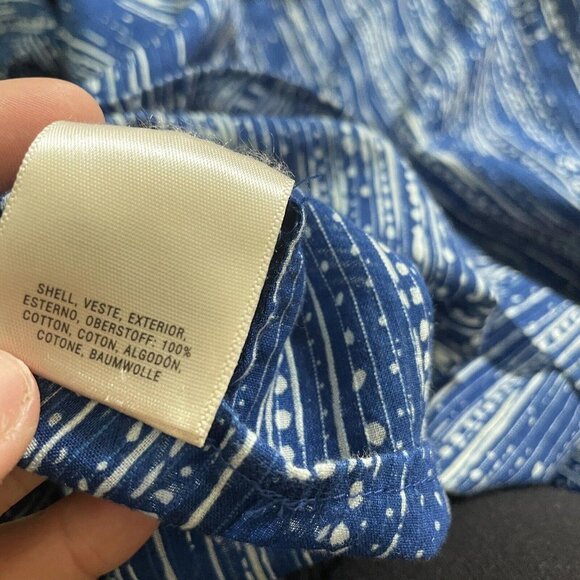 SHELL, VESTE, EXTERIOR,
ESTERNO, OBERSTOFF: 100%
COTTON, COTON, ALGODÓN,
COTONE, BAUMWOLLE